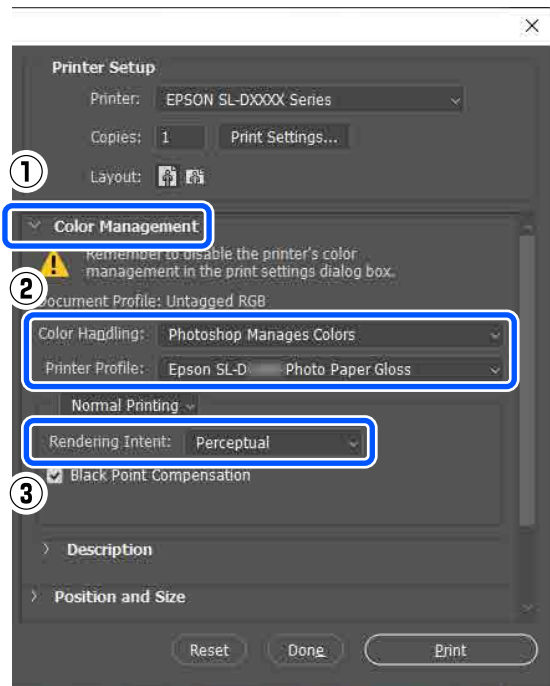 Printer Setup
Printer: EPSON SL-DXXXX Series
Copies: 1 Print Settings...
①
Layout:
Color Management
Remember to disable the printer's color
management in the print settings dialog box.
②
Document Profile: Untagged RGB
Color Handling: Photoshop Manages Colors
Printer Profile: Epson SL-D Photo Paper Gloss
Normal Printing
Rendering Intent: Perceptual
③
Black Point Compensation
Description
Position and Size
Reset Done Print